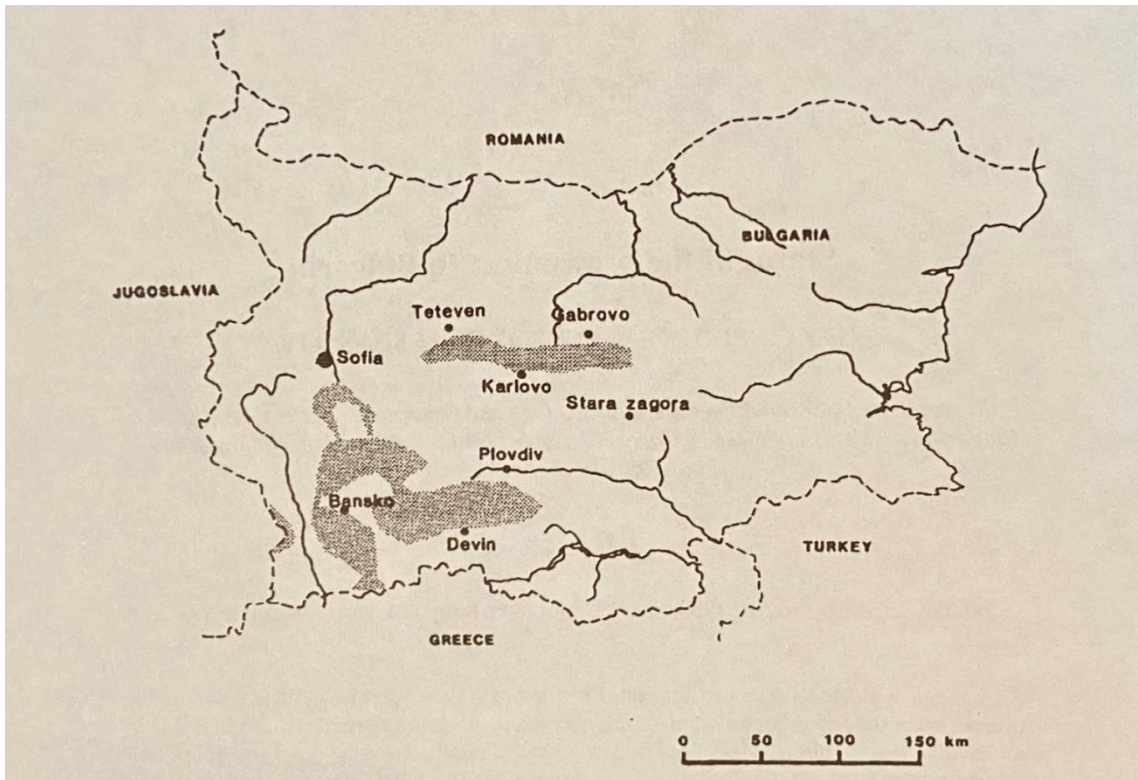 ROMANIA
BULGARIA
JUGOSLAVIA
Teteven
Gabrovo
Sofia
Karlovo
Stara zagora
Plovdiv
Bansko
Devin
TURKEY
GREECE
0 50 100 150 km